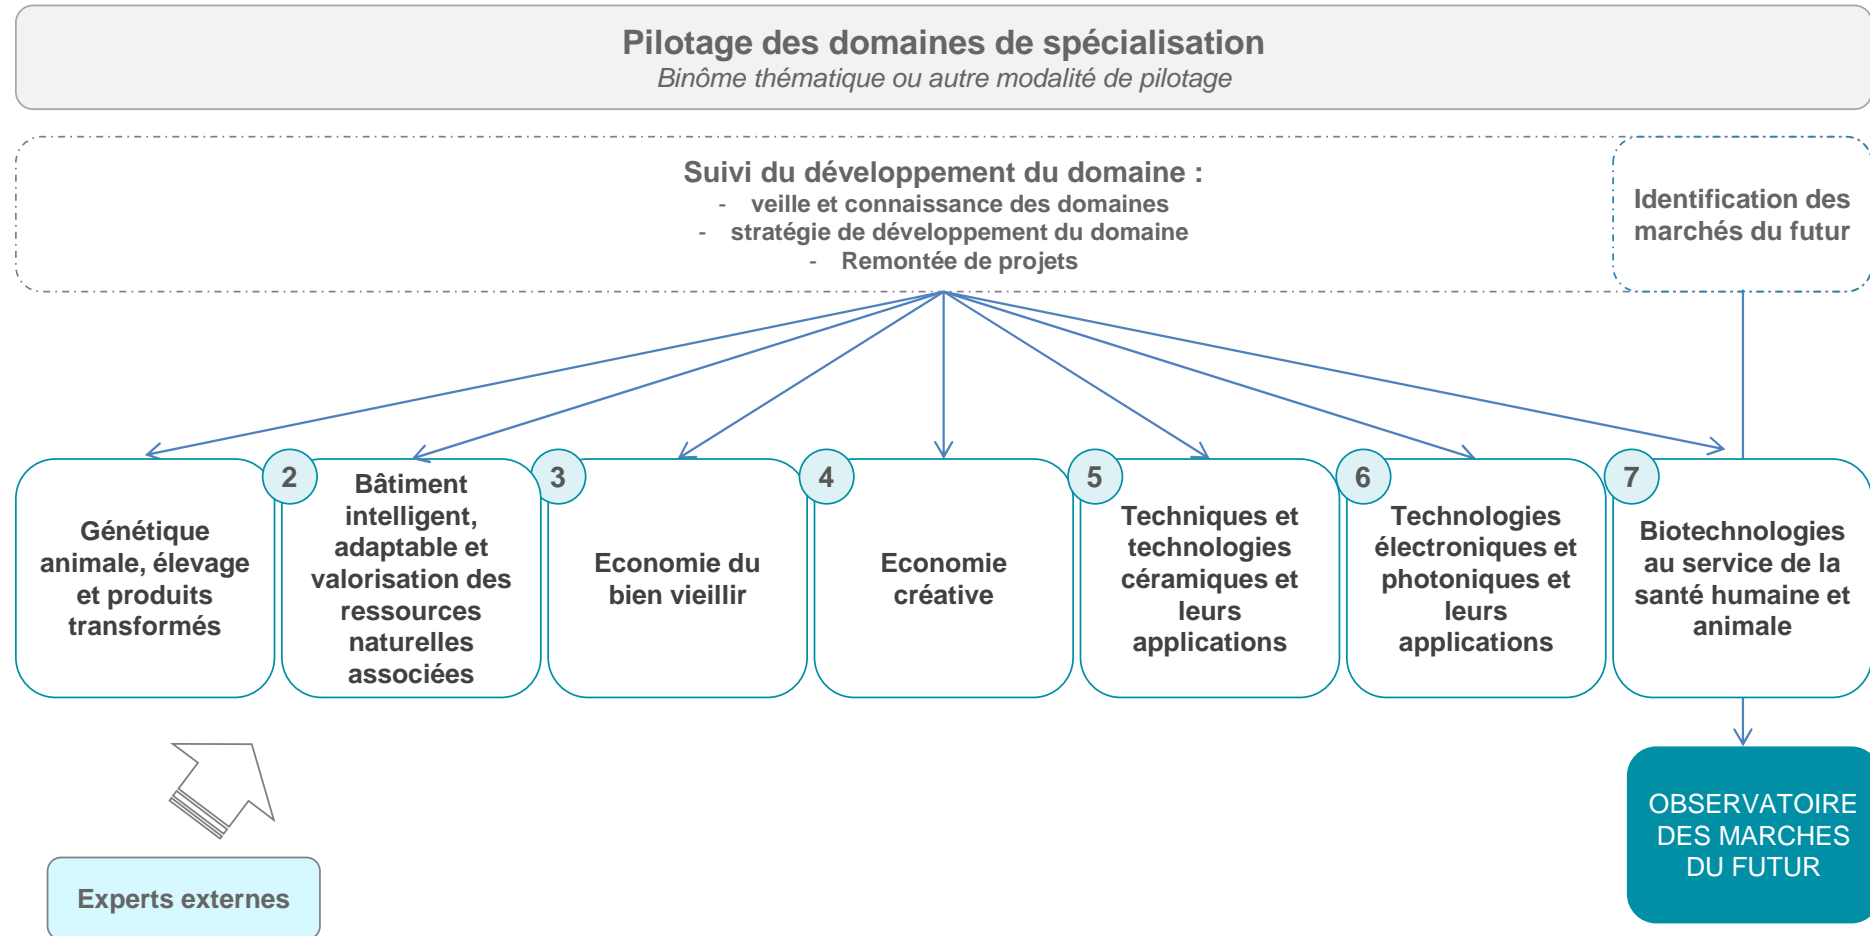 Pilotage des domaines de spécialisation
Binôme thématique ou autre modalité de pilotage
Suivi du développement du domaine :
- veille et connaissance des domaines
- stratégie de développement du domaine
- Remontée de projets
Identification des
marchés du futur
Génétique
animale, élevage
et produits
transformés
2
Bâtiment
intelligent,
adaptable et
valorisation des
ressources
naturelles
associées
3
Economie du
bien vieillir
4
Economie
créative
5
Techniques et
technologies
céramiques et
leurs
applications
6
Technologies
électroniques et
photoniques et
leurs
applications
7
Biotechnologies
au service de la
santé humaine et
animale
Experts externes
OBSERVATOIRE
DES MARCHES
DU FUTUR